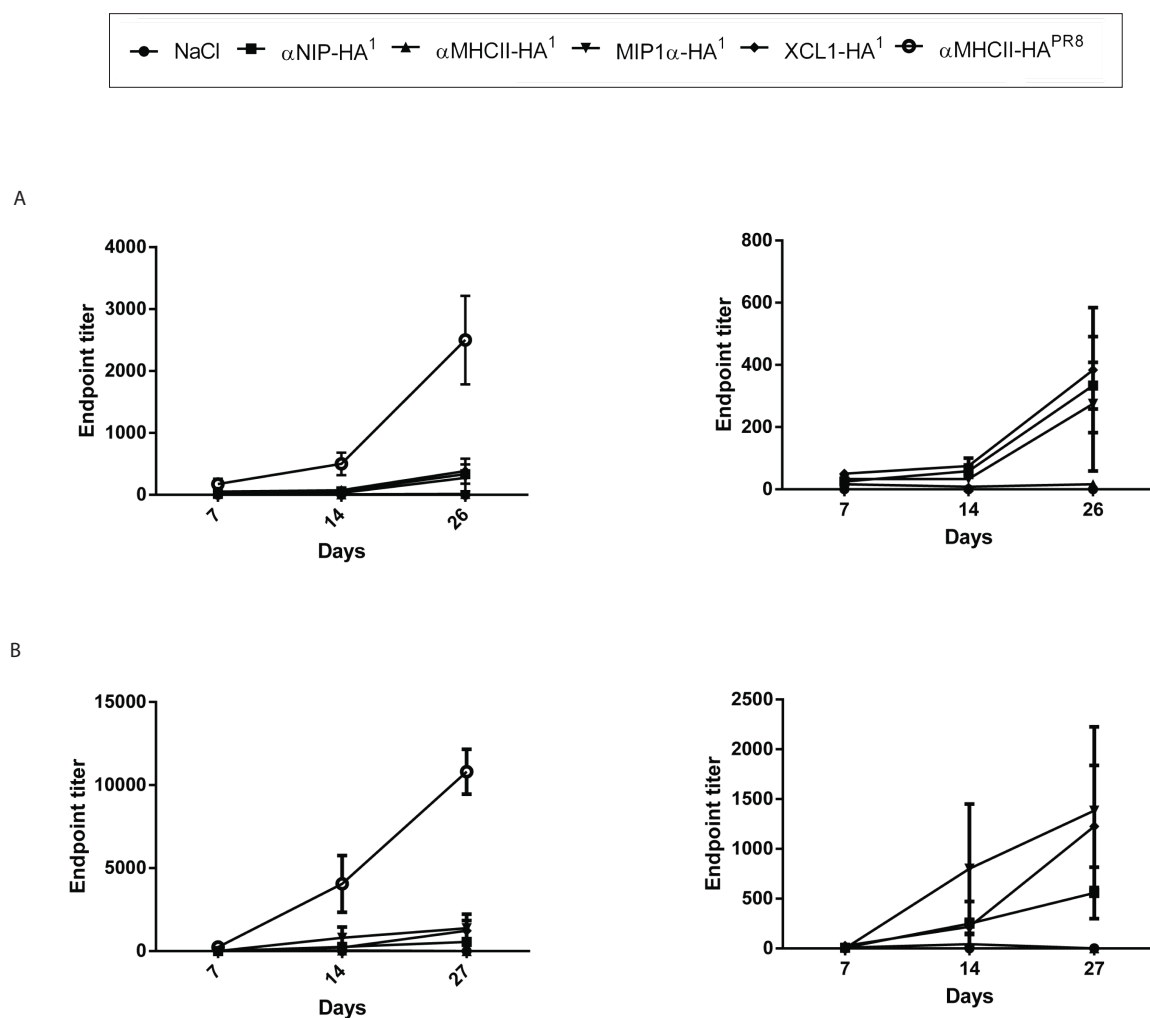 NaCl αNIP-HA¹ αMHCII-HA¹ MIP1α-HA¹ XCL1-HA¹ αMHCII-HAᴾᴿ⁸
A
4000
3000
2000
1000
0
Endpoint titer
7 14 26
Days
800
600
400
200
0
Endpoint titer
7 14 26
Days
B
15000
10000
5000
0
Endpoint titer
7 14 27
Days
2500
2000
1500
1000
500
0
Endpoint titer
7 14 27
Days